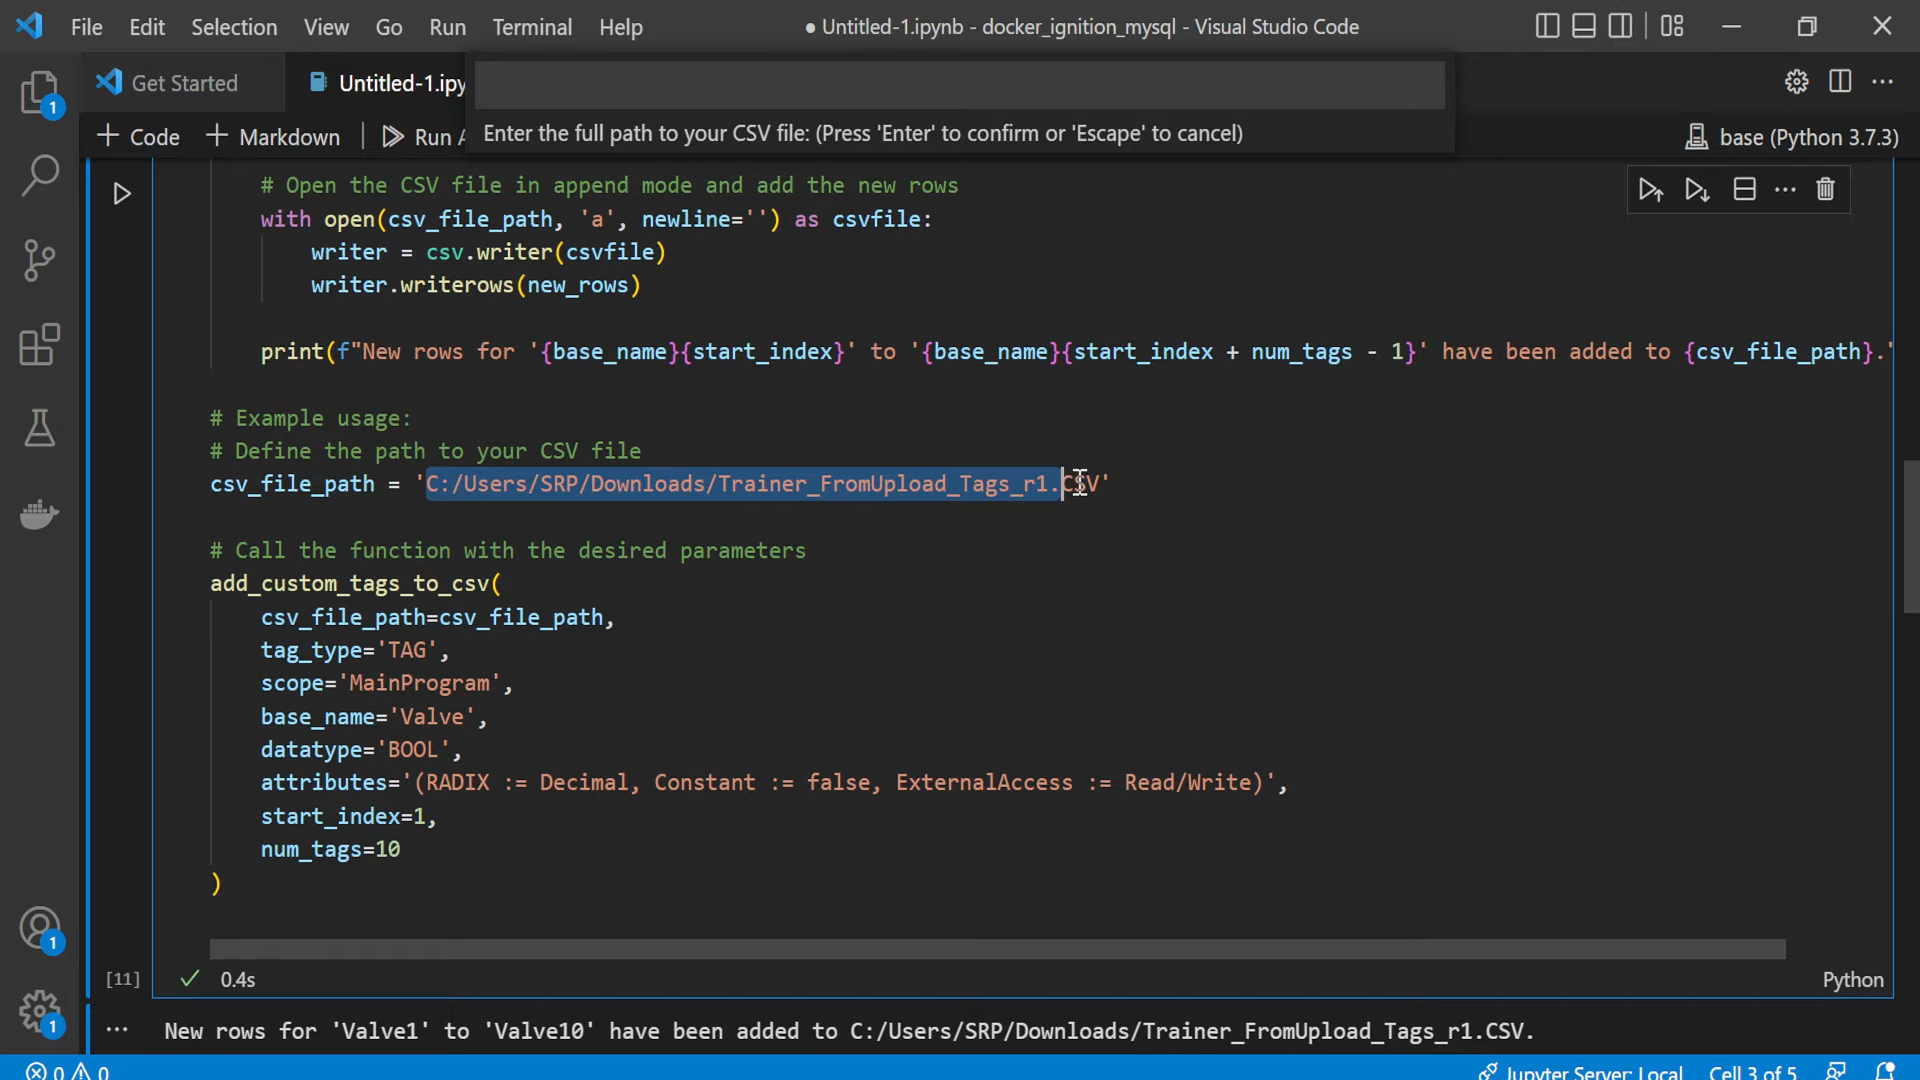 File Edit Selection View Go Run Terminal Help
● Untitled-1.ipynb - docker_ignition_mysql - Visual Studio Code
Get Started
Untitled-1.ipy
Enter the full path to your CSV file: (Press 'Enter' to confirm or 'Escape' to cancel)
+ Code + Markdown Run A
base (Python 3.7.3)
# Open the CSV file in append mode and add the new rows
with open(csv_file_path, 'a', newline='') as csvfile:
writer = csv.writer(csvfile)
writer.writerows(new_rows)
print(f"New rows for '{base_name}{start_index}' to '{base_name}{start_index + num_tags - 1}' have been added to {csv_file_path}."
# Example usage:
# Define the path to your CSV file
csv_file_path = 'C:/Users/SRP/Downloads/Trainer_FromUpload_Tags_r1.CSV'
# Call the function with the desired parameters
add_custom_tags_to_csv(
csv_file_path=csv_file_path,
tag_type='TAG',
scope='MainProgram',
base_name='Valve',
datatype='BOOL',
attributes='(RADIX := Decimal, Constant := false, ExternalAccess := Read/Write)',
start_index=1,
num_tags=10
)
[11] 0.4s
Python
New rows for 'Valve1' to 'Valve10' have been added to C:/Users/SRP/Downloads/Trainer_FromUpload_Tags_r1.CSV.
1
1
1
0 0
Jupyter Server: Local Cell 3 of 5